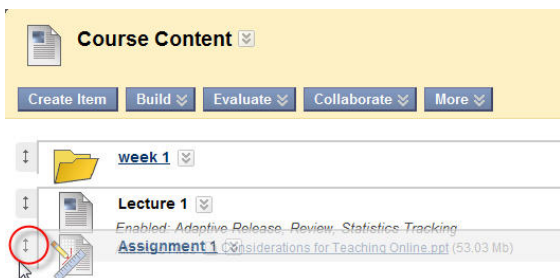 Course Content
Create Item Build Evaluate Collaborate More
week 1
Lecture 1
Enabled: Adaptive Release, Review, Statistics Tracking
Assignment 1 Considerations for Teaching Online.ppt (53.03 Mb)